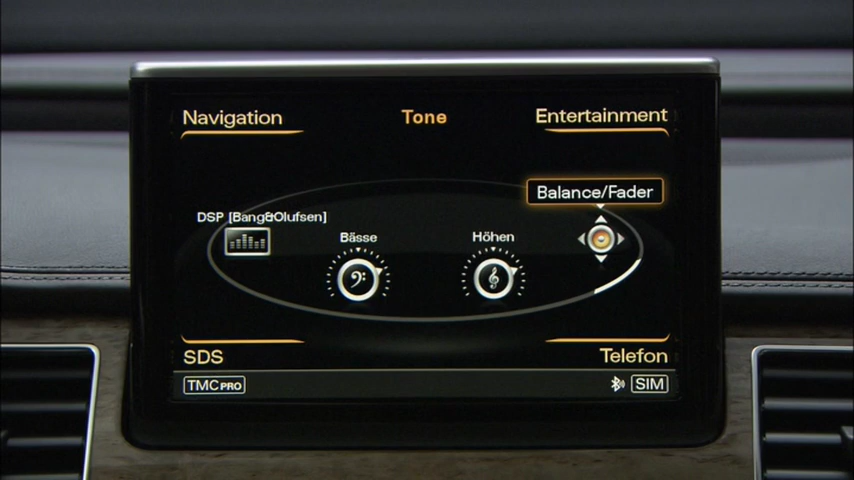 Navigation
Tone
Entertainment
Balance/Fader
DSP [Bang&Olufsen]
Bässe
Höhen
SDS
Telefon
TMC PRO
SIM